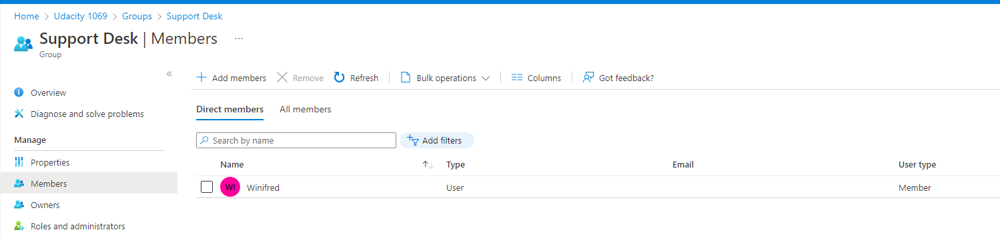 Home > Udacity 1069 > Groups > Support Desk
Support Desk | Members ...
Group
«
Overview
Diagnose and solve problems
Manage
Properties
Members
Owners
Roles and administrators
Add members Remove Refresh Bulk operations Columns Got feedback?
Direct members All members
Search by name Add filters
Name Type Email User type
WI Winifred User Member